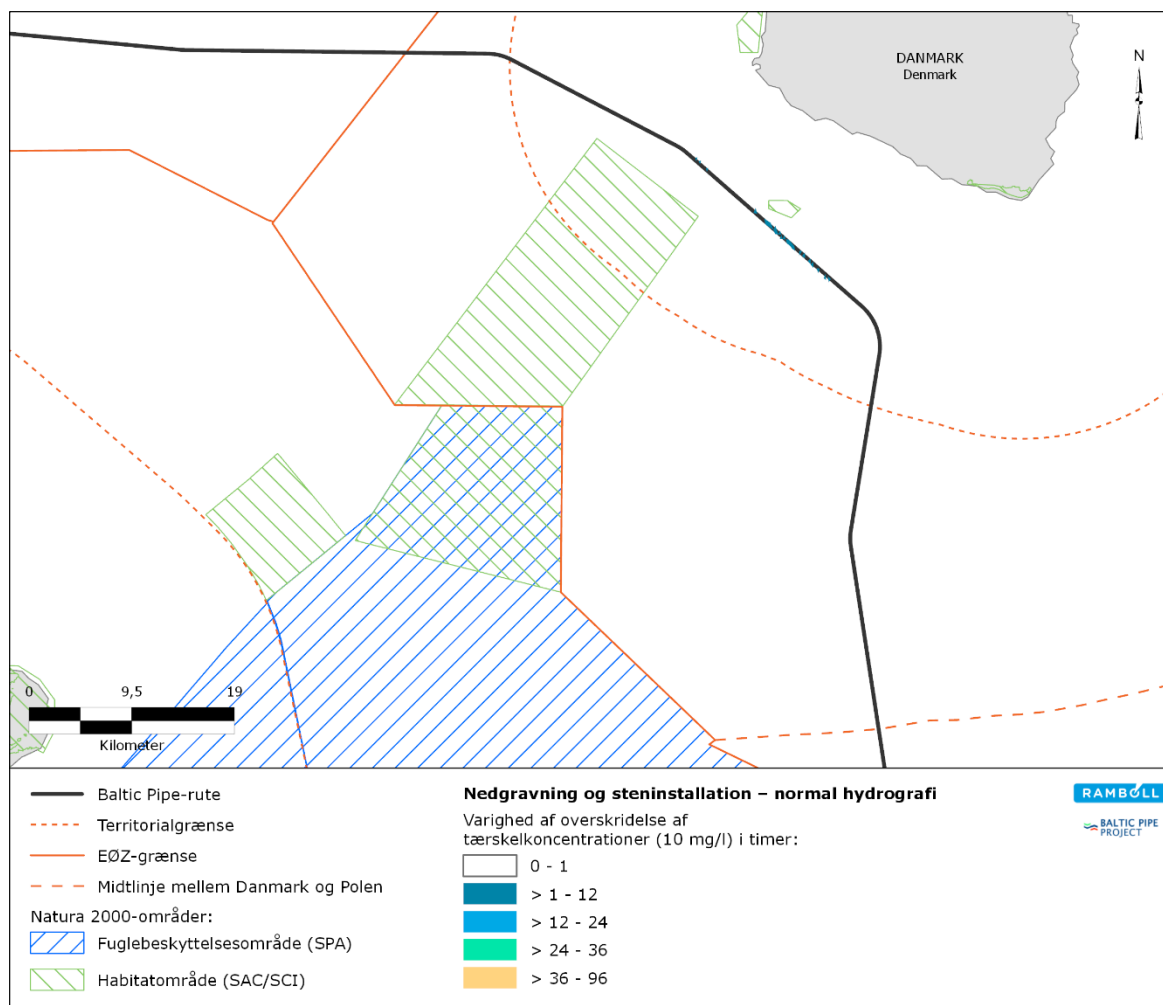 DANMARK
Denmark
N
0 9,5 19
Kilometer
Baltic Pipe-rute
Territorialgrænse
EØZ-grænse
Midtlinje mellem Danmark og Polen
Natura 2000-områder:
Fuglebeskyttelsesområde (SPA)
Habitatområde (SAC/SCI)
Nedgravning og steninstallation – normal hydrografi
Varighed af overskridelse af
tærskelkoncentrationer (10 mg/l) i timer:
0 - 1
> 1 - 12
> 12 - 24
> 24 - 36
> 36 - 96
RAMBOLL
BALTIC PIPE
PROJECT